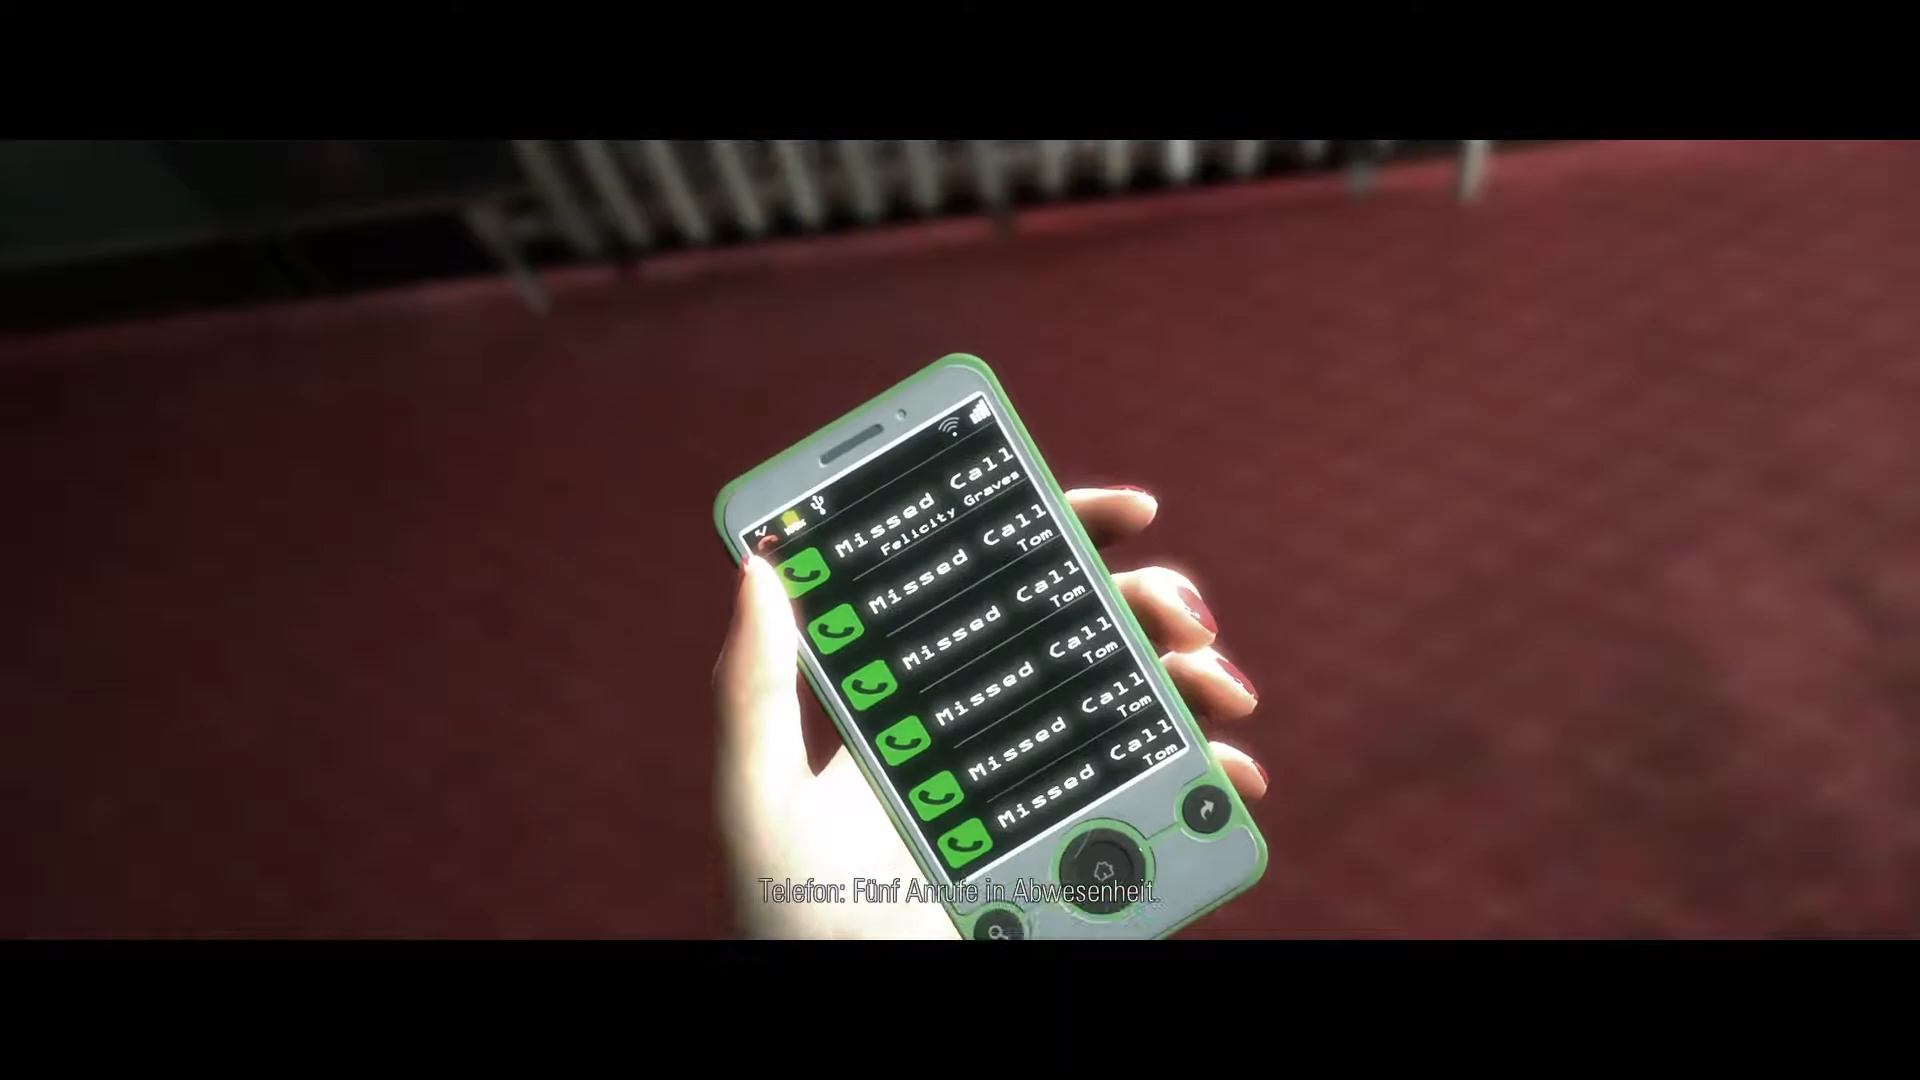 Missed Call
Felicity Graves
Missed Call
Tom
Missed Call
Tom
Missed Call
Tom
Missed Call
Tom
Missed Call
Tom
Telefon: Fünf Anrufe in Abwesenheit.